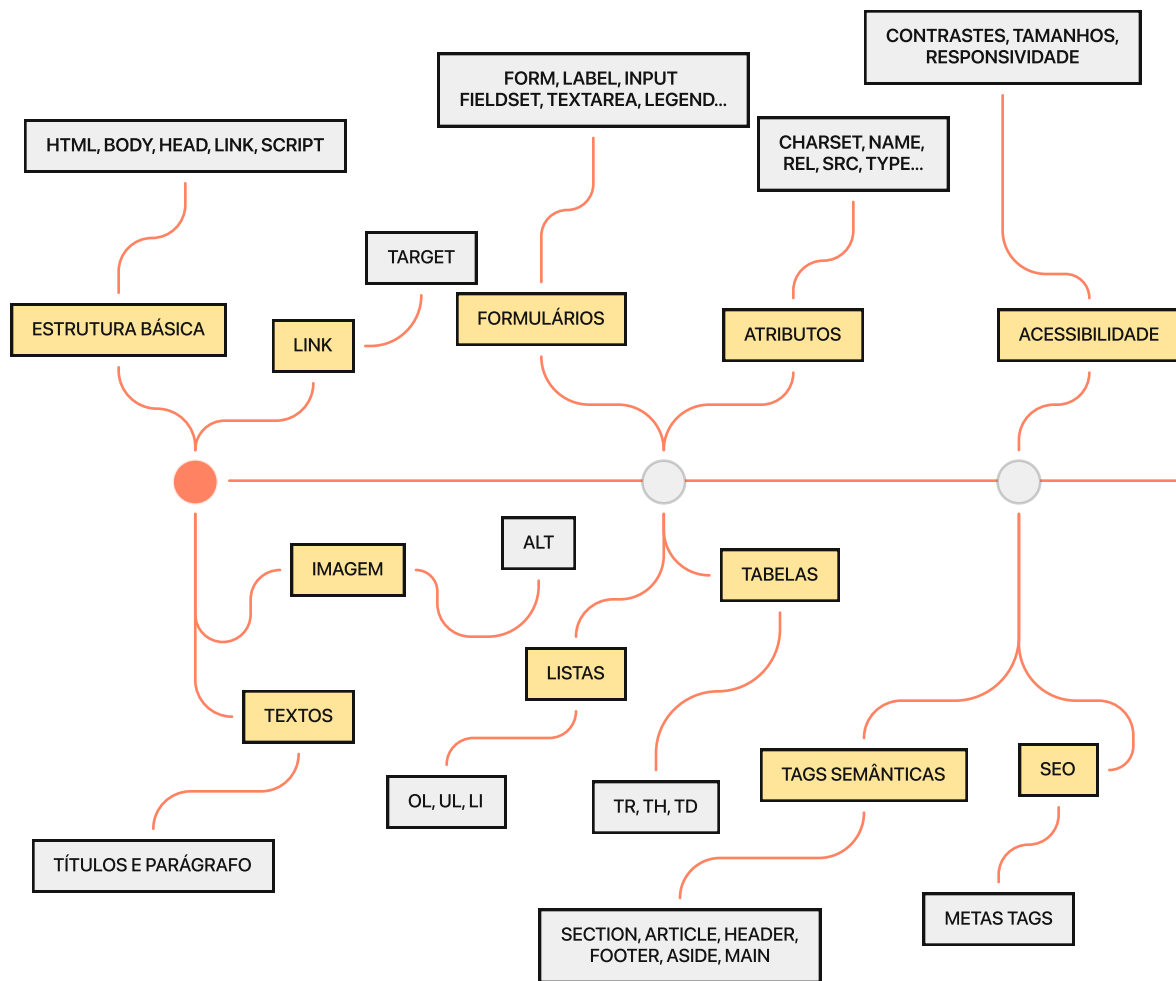 CONTRASTES, TAMANHOS,
RESPONSIVIDADE
FORM, LABEL, INPUT
FIELDSET, TEXTAREA, LEGEND...
HTML, BODY, HEAD, LINK, SCRIPT
CHARSET, NAME,
REL, SRC, TYPE...
TARGET
ESTRUTURA BÁSICA
LINK
FORMULÁRIOS
ATRIBUTOS
ACESSIBILIDADE
ALT
IMAGEM
TABELAS
LISTAS
TEXTOS
TAGS SEMÂNTICAS
SEO
OL, UL, LI
TR, TH, TD
TÍTULOS E PARÁGRAFO
METAS TAGS
SECTION, ARTICLE, HEADER,
FOOTER, ASIDE, MAIN